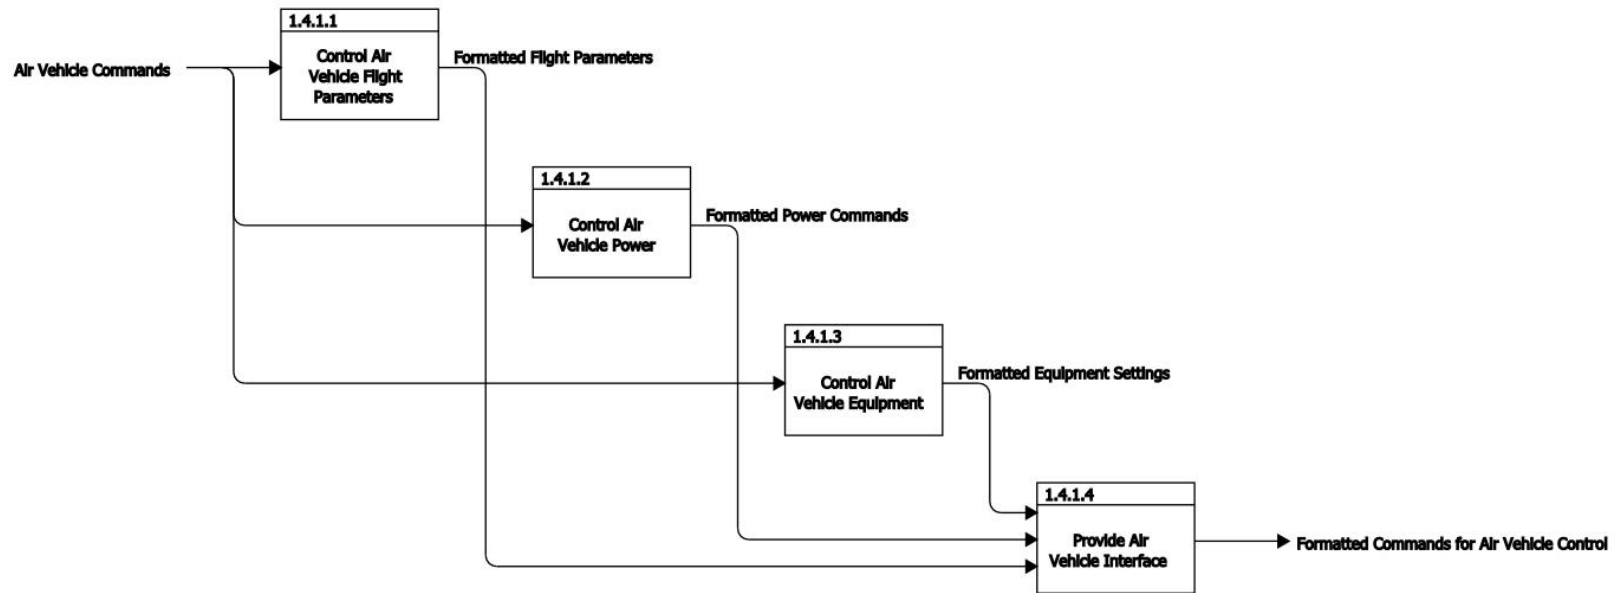 1.4.1.1
Control Air
Vehicle Flight
Parameters
Air Vehicle Commands
Formatted Flight Parameters
1.4.1.2
Control Air
Vehicle Power
Formatted Power Commands
1.4.1.3
Control Air
Vehicle Equipment
Formatted Equipment Settings
1.4.1.4
Provide Air
Vehicle Interface
Formatted Commands for Air Vehicle Control